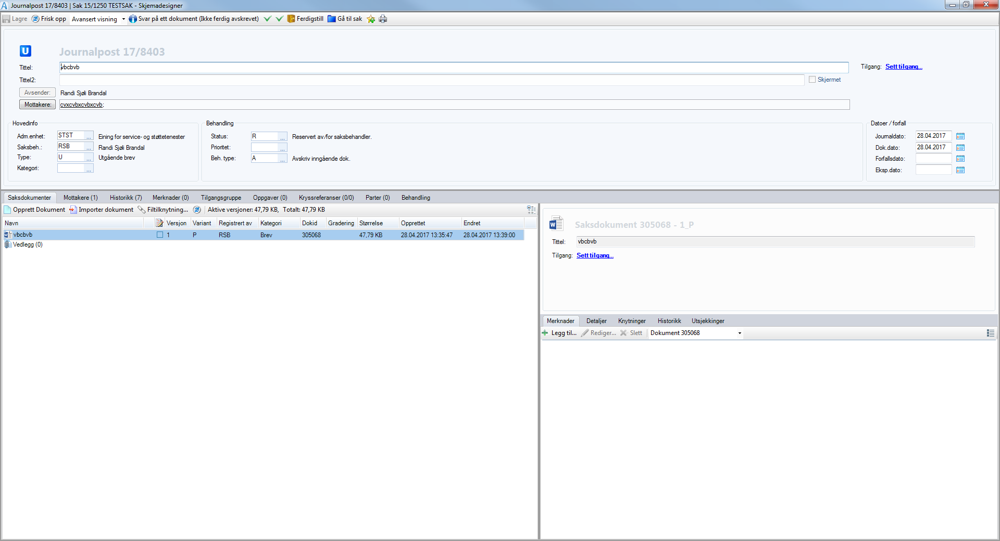 Journalpost 17/8403 | Sak 15/1250 TESTSAK - Skjemadesigner
Lagre Frisk opp Avansert visning Svar på ett dokument (Ikke ferdig avskrevet) Ferdigstill Gå til sak
U Journalpost 17/8403
Tittel: vbcbvb Tilgang: Sett tilgang...
Tittel2: Skjermet
Avsender: Randi Sjøli Brandal
Mottakere: cvxcvbxcvbxcvb;
Hovedinfo Behandling Datoer / forfall
Adm.enhet: STST ... Eining for service- og støttetenester Status: R ... Reservert av/for saksbehandler. Journaldato: 28.04.2017
Saksbeh.: RSB ... Randi Sjøli Brandal Prioritet: ... Dok.dato: 28.04.2017
Type: U ... Utgående brev Beh. type: A ... Avskriv inngående dok. Forfallsdato:
Kategori: ... Eksp.dato:
Saksdokumenter Mottakere (1) Historikk (7) Merknader (0) Tilgangsgruppe Oppgaver (0) Kryssreferanser (0/0) Parter (0) Behandling
Opprett Dokument Importer dokument Filtilknytning... Aktive versjoner: 47,79 KB, Totalt: 47,79 KB
Navn Versjon Variant Registrert av Kategori Dokid Gradering Størrelse Opprettet Endret
vbcbvb 1 P RSB Brev 305068 47,79 KB 28.04.2017 13:35:47 28.04.2017 13:39:00
Vedlegg (0)
Saksdokument 305068 - 1_P
Tittel: vbcbvb
Tilgang: Sett tilgang...
Merknader Detaljer Knytninger Historikk Utsjekkinger
Legg til... Rediger... Slett Dokument 305068